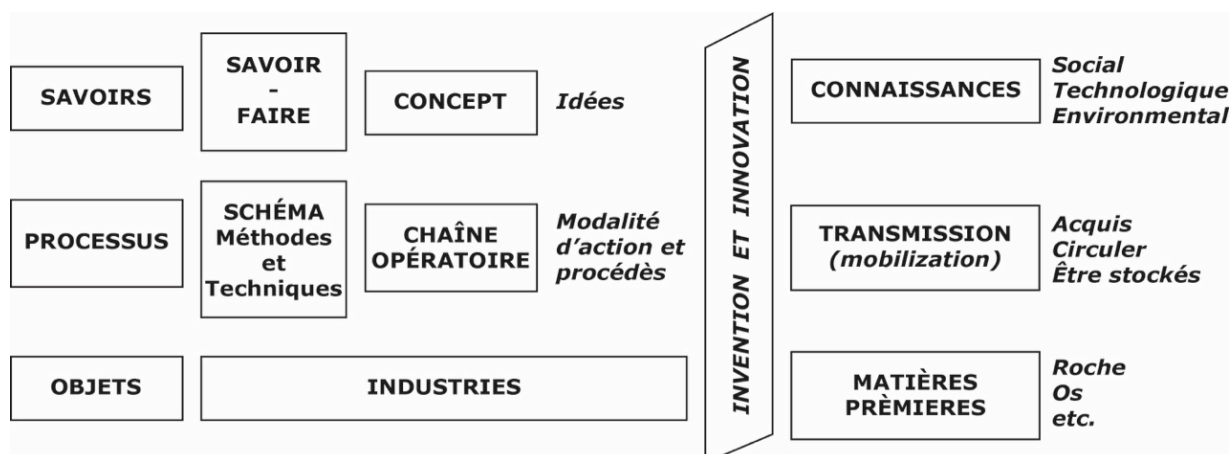 SAVOIRS
SAVOIR
-
FAIRE
CONCEPT
Idées
PROCESSUS
SCHÉMA
Méthodes
et
Techniques
CHAÎNE
OPÉRATOIRE
Modalité
d'action et
procédès
OBJETS
INDUSTRIES
INVENTION ET INNOVATION
CONNAISSANCES
Social
Technologique
Environmental
TRANSMISSION
(mobilization)
Acquis
Circuler
Être stockés
MATIÈRES
PRÈMIERES
Roche
Os
etc.